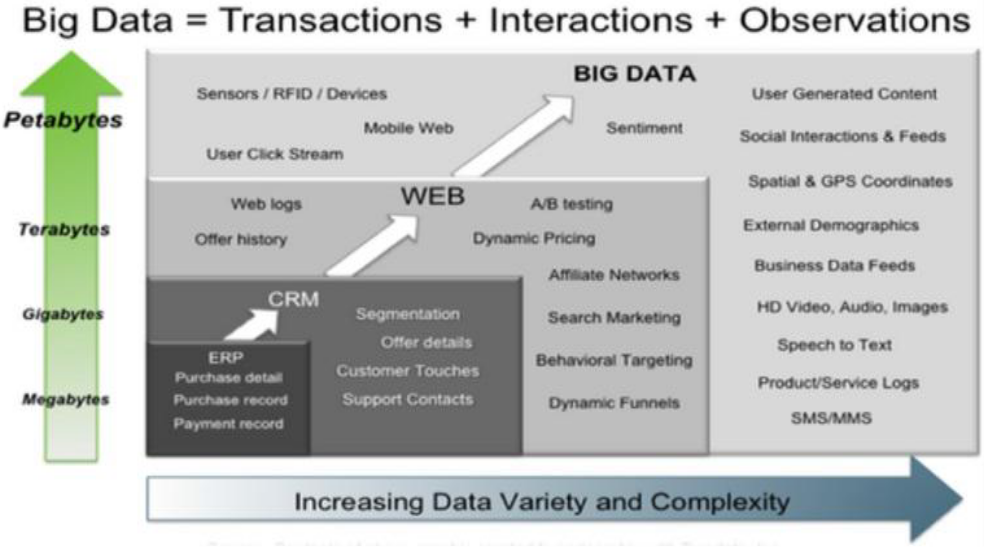 Big Data = Transactions + Interactions + Observations
Petabytes
Terabytes
Gigabytes
Megabytes
BIG DATA
Sensors / RFID / Devices
Mobile Web
Sentiment
User Click Stream
User Generated Content
Social Interactions & Feeds
Spatial & GPS Coordinates
External Demographics
Business Data Feeds
HD Video, Audio, Images
Speech to Text
Product/Service Logs
SMS/MMS
WEB
Web logs
A/B testing
Offer history
Dynamic Pricing
Affiliate Networks
Search Marketing
Behavioral Targeting
Dynamic Funnels
CRM
Segmentation
Offer details
Customer Touches
Support Contacts
ERP
Purchase detail
Purchase record
Payment record
Increasing Data Variety and Complexity